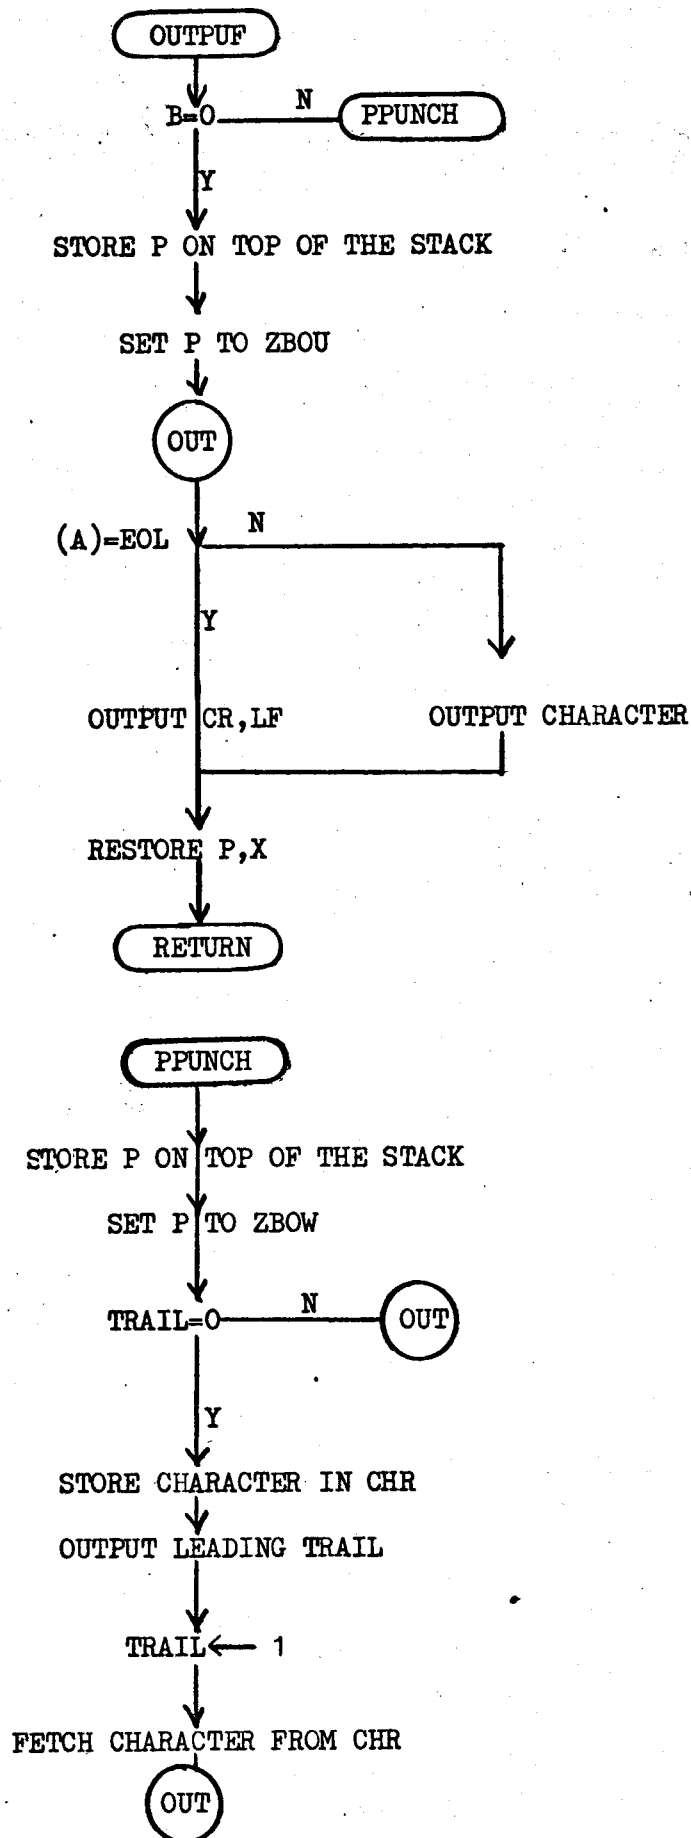 OUTPUF
B=0 N PPUNCH
Y
STORE P ON TOP OF THE STACK
SET P TO ZBOU
OUT
(A)=EOL N
Y
OUTPUT CR,LF OUTPUT CHARACTER
RESTORE P,X
RETURN
PPUNCH
STORE P ON TOP OF THE STACK
SET P TO ZBOW
TRAIL=0 N OUT
Y
STORE CHARACTER IN CHR
OUTPUT LEADING TRAIL
TRAIL 1
FETCH CHARACTER FROM CHR
OUT